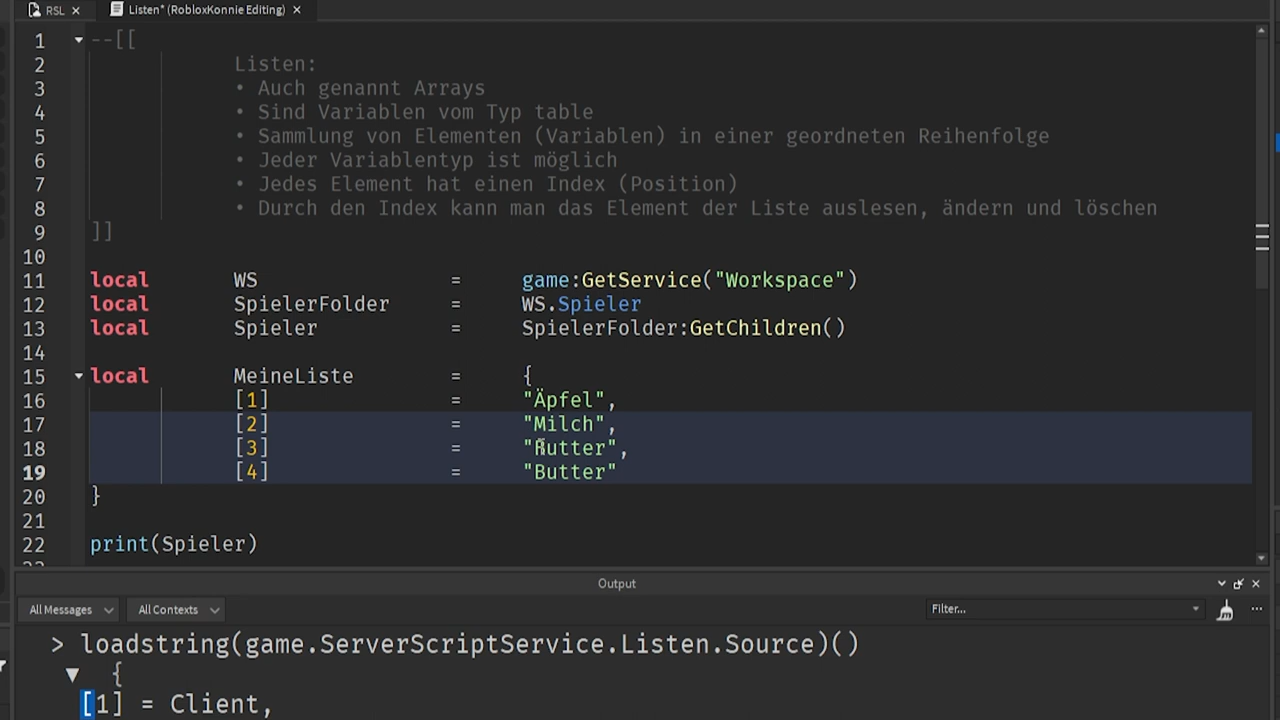 RSL
Listen* (RobloxKonnie Editing)
1 --[[
2 Listen:
3 • Auch genannt Arrays
4 • Sind Variablen vom Typ table
5 • Sammlung von Elementen (Variablen) in einer geordneten Reihenfolge
6 • Jeder Variablentyp ist möglich
7 • Jedes Element hat einen Index (Position)
8 • Durch den Index kann man das Element der Liste auslesen, ändern und löschen
9 ]]
10
11 local WS = game:GetService("Workspace")
12 local SpielerFolder = WS.Spieler
13 local Spieler = SpielerFolder:GetChildren()
14
15 local MeineListe = {
16 [1] = "Äpfel",
17 [2] = "Milch",
18 [3] = "Butter",
19 [4] = "Butter"
20 }
21
22 print(Spieler)
Output
All Messages All Contexts Filter...
> loadstring(game.ServerScriptService.Listen.Source)()
{
[1] = Client,